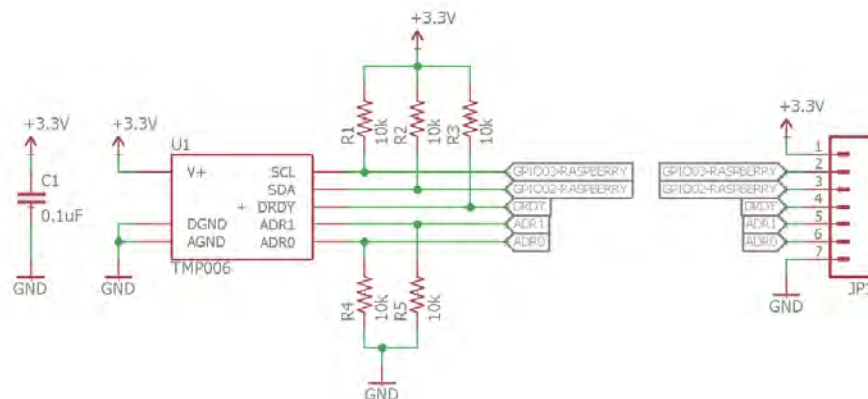 +3.3V
+3.3V
+3.3V
+3.3V
C1
0.1uF
GND
U1
V+
DGND
AGND
SCL
SDA
+ DRDY
ADR1
ADR0
TMP006
GND
R1
10k
R2
10k
R3
10k
R4
10k
R5
10k
GND
GPIO03-RASPBERRY
GPIO02-RASPBERRY
DRDY
ADR1
ADR0
GPIO03-RASPBERRY
GPIO02-RASPBERRY
DRDY
ADR1
ADR0
1
2
3
4
5
6
7
GND